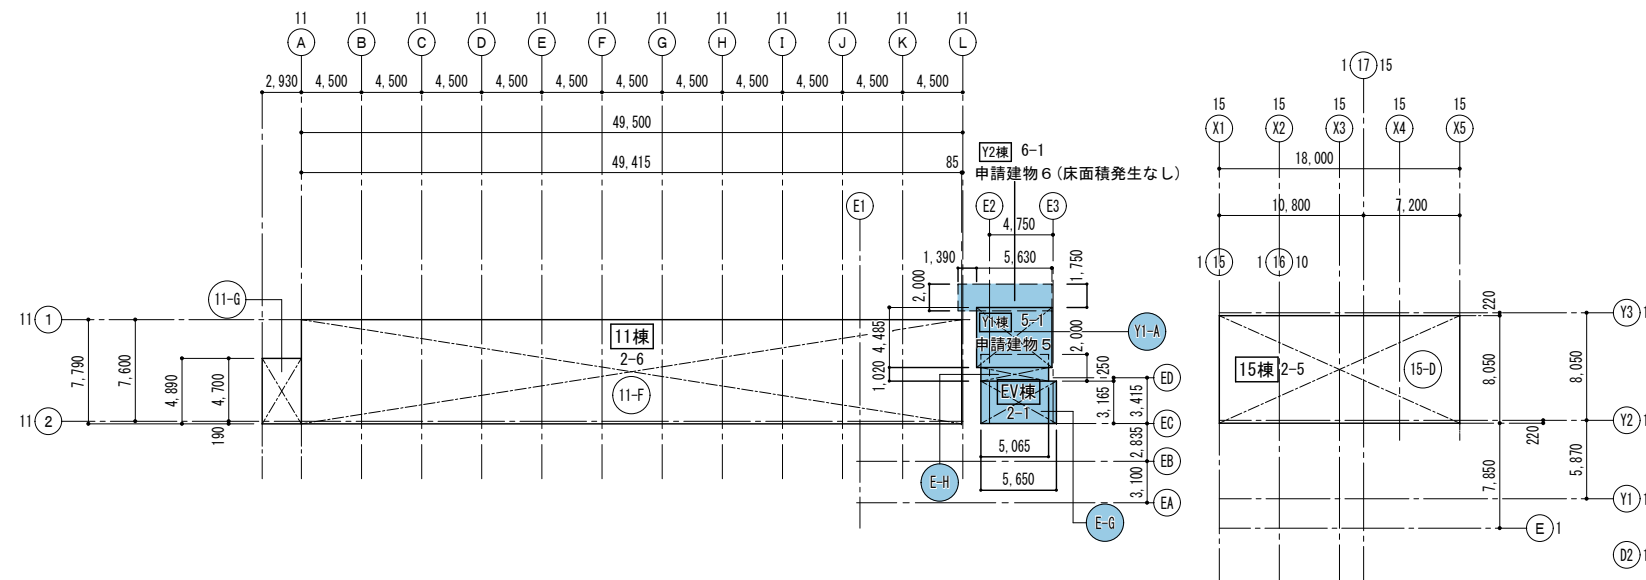 11 11 11 11 11 11 11 11 11 11 11 11
A B C D E F G H I J K L
1 17 15
2,930 4,500 4,500 4,500 4,500 4,500 4,500 4,500 4,500 4,500 4,500 4,500
15 15 15 15 15
X1 X2 X3 X4 X5
49,500
Y2棟 6-1
49,415 85
18,000
申請建物6(床面積発生なし)
E1 E2 E3
10,800 7,200
4,750
1,390 5,630 1,750
1 15 1 16 10
2,000
11-G
220
11 1
Y1棟 5-1
Y1-A
Y3 1
11棟
4,485
申請建物5
2,000
2-6
7,790 7,600
4,890 4,700
1,020
250
15棟 2-5
15-D
8,050 8,050
ED
11-F
EV棟
3,165 3,415
2-1
11 2
190
EC
220
Y2 1
5,065
2,835
EB
E-H
5,650
3,100
7,850
5,870
EA
Y1 1
E-G
E 1
D2 1